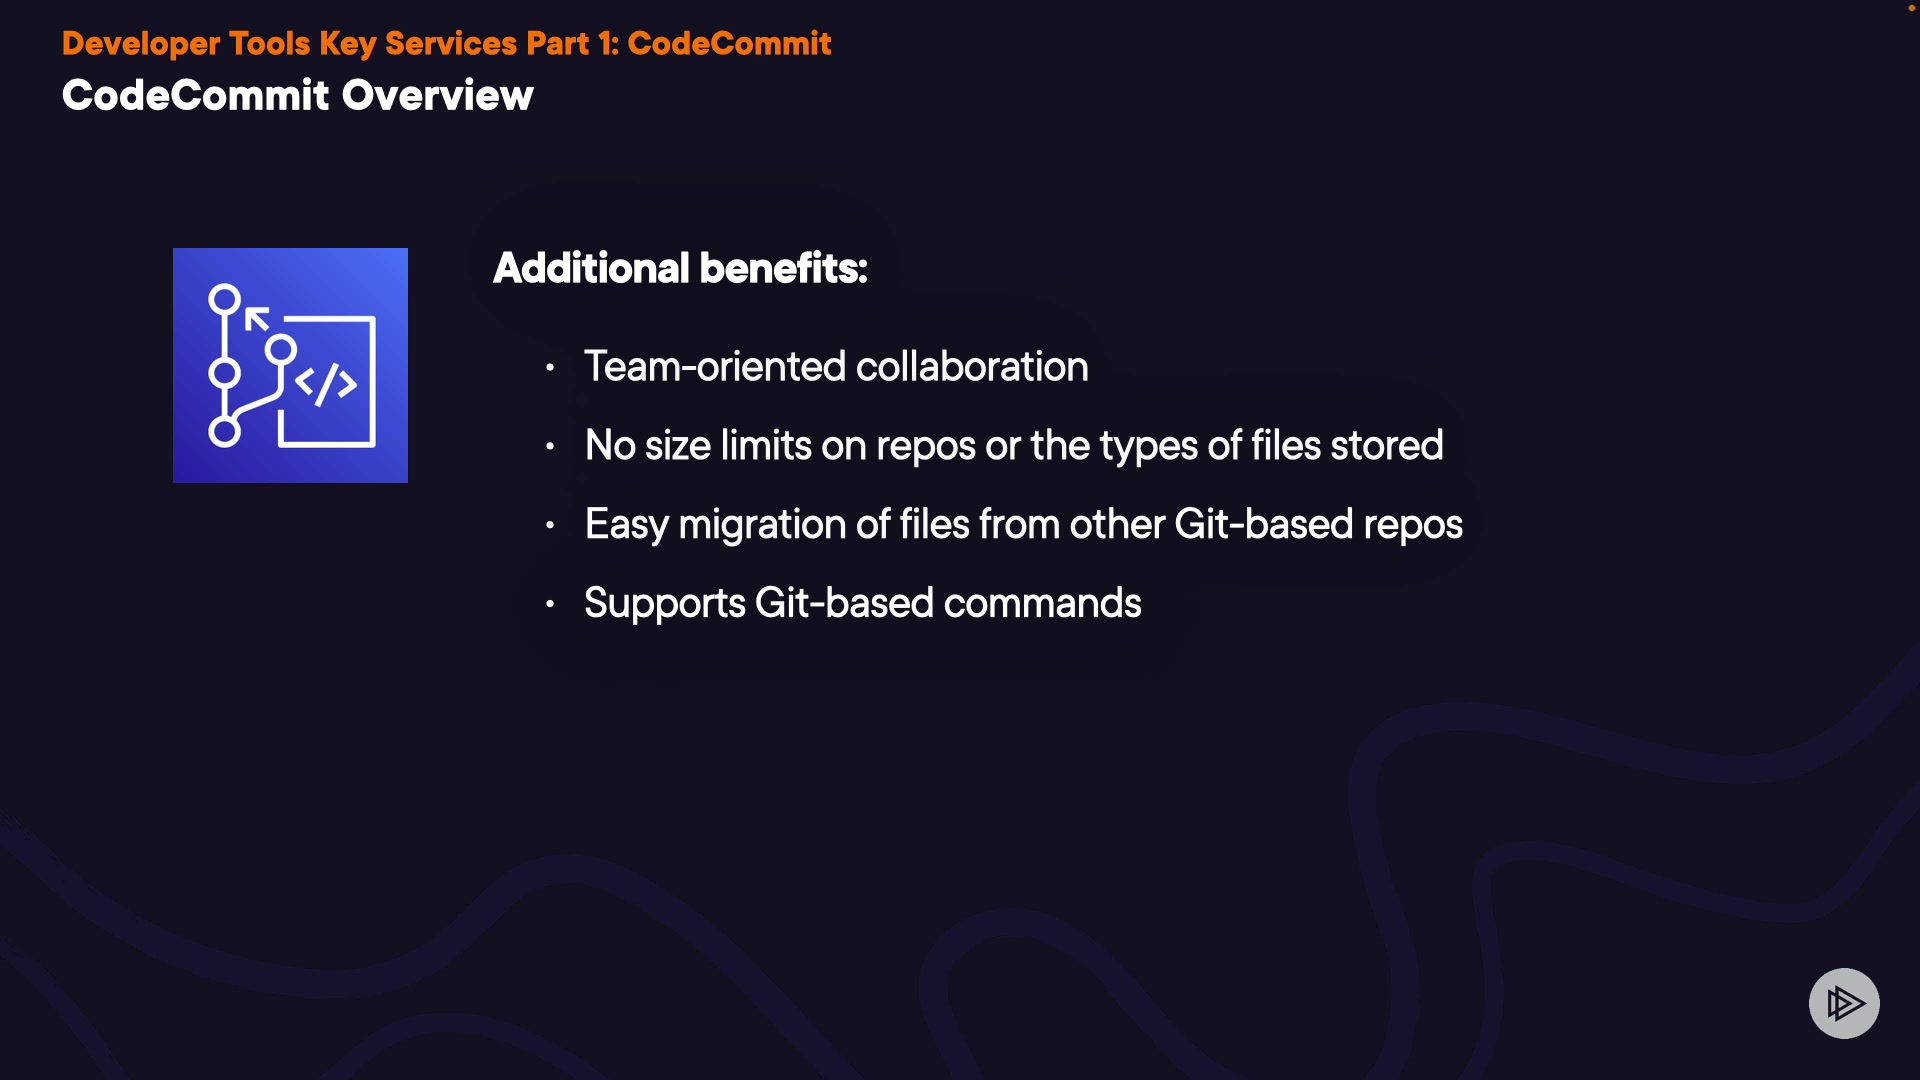 Developer Tools Key Services Part 1: CodeCommit
CodeCommit Overview
Additional benefits:
• Team-oriented collaboration
• No size limits on repos or the types of files stored
• Easy migration of files from other Git-based repos
• Supports Git-based commands